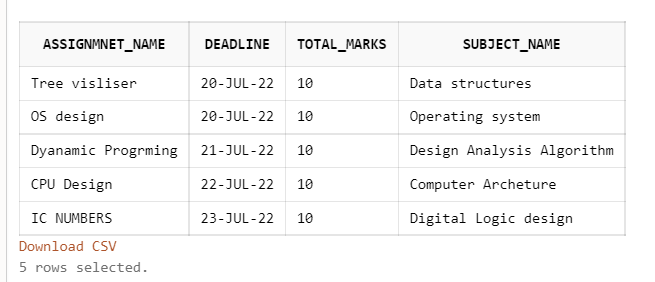 ASSIGNMNET_NAME DEADLINE TOTAL_MARKS SUBJECT_NAME
Tree visliser 20-JUL-22 10 Data structures
OS design 20-JUL-22 10 Operating system
Dyanamic Progrming 21-JUL-22 10 Design Analysis Algorithm
CPU Design 22-JUL-22 10 Computer Archeture
IC NUMBERS 23-JUL-22 10 Digital Logic design
Download CSV
5 rows selected.